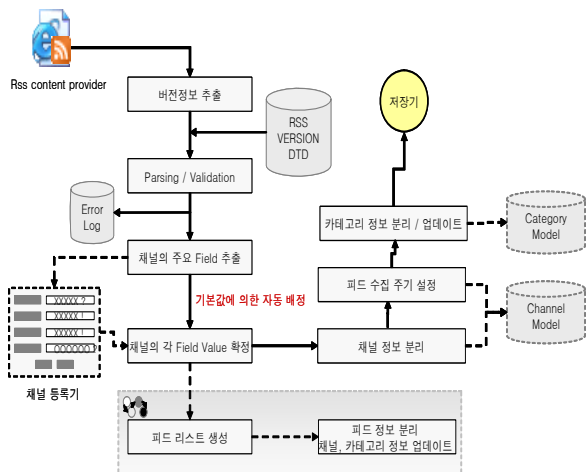 Rss content provider
버전정보 추출
RSS
VERSION
DTD
저장기
Parsing / Validation
Error
Log
카테고리 정보 분리 / 업데이트
Category
Model
채널의 주요 Field 추출
피드 수집 주기 설정
기본값에 의한 자동 배정
Channel
Model
XXXXX ?
XXXXX !
XXXXX !
OOOOOO ?
채널의 각 Field Value 확정
채널 정보 분리
채널 등록기
피드 리스트 생성
피드 정보 분리
채널, 카테고리 정보 업데이트